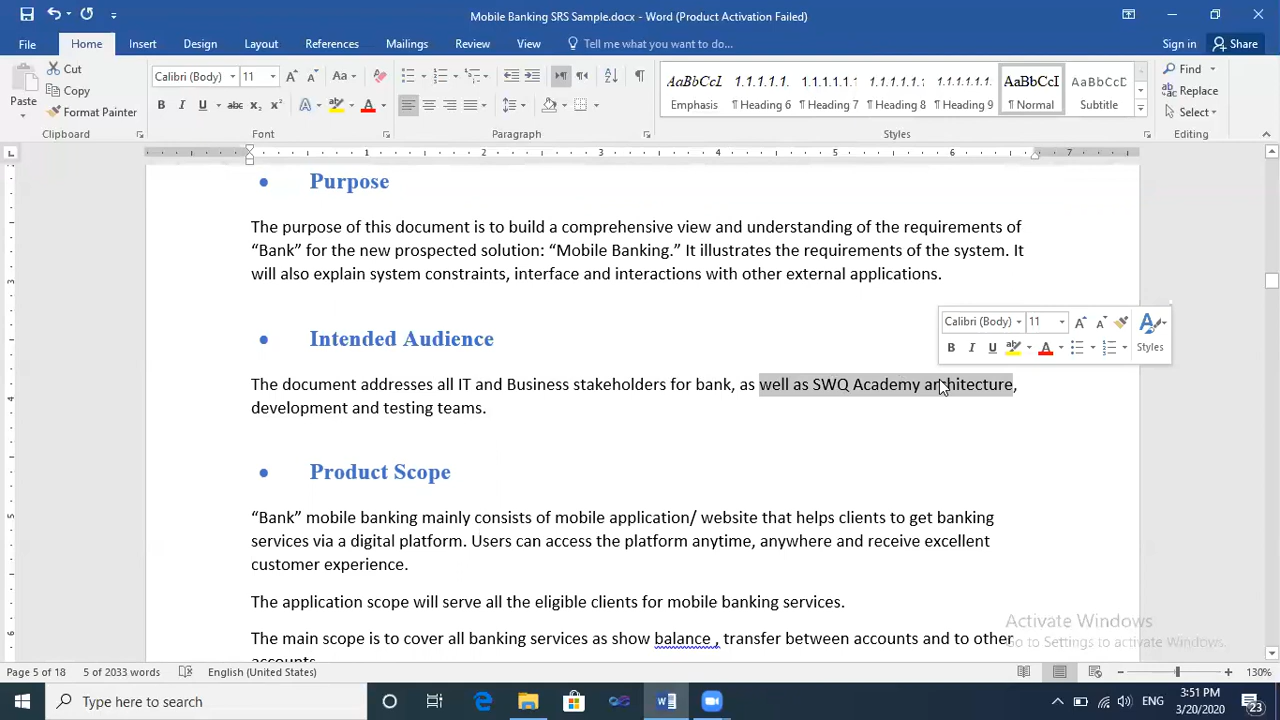 Mobile Banking SRS Sample.docx - Word (Product Activation Failed)
File Home Insert Design Layout References Mailings Review View Tell me what you want to do... Sign in Share
Paste
Cut
Copy
Format Painter
Clipboard
Calibri (Body) 11
Font
Paragraph
AaBbCcI 1.1.1.1. 1.1.1.1.1 1.1.1.1. 1.1.1.1. AaBbCcI AaBbCcI
Emphasis ¶ Heading 6 ¶ Heading 7 ¶ Heading 8 ¶ Heading 9 ¶ Normal Subtitle
Styles
Find
Replace
Select
Editing
1 2 3 4 5 6 7
• Purpose
The purpose of this document is to build a comprehensive view and understanding of the requirements of
“Bank” for the new prospected solution: “Mobile Banking.” It illustrates the requirements of the system. It
will also explain system constraints, interface and interactions with other external applications.
Calibri (Body) 11
B I U Styles
• Intended Audience
The document addresses all IT and Business stakeholders for bank, as well as SWQ Academy architecture,
development and testing teams.
• Product Scope
“Bank” mobile banking mainly consists of mobile application/ website that helps clients to get banking
services via a digital platform. Users can access the platform anytime, anywhere and receive excellent
customer experience.
The application scope will serve all the eligible clients for mobile banking services.
The main scope is to cover all banking services as show balance , transfer between accounts and to other
accounts
Activate Windows
Go to Settings to activate Windows.
Page 5 of 18 5 of 2033 words English (United States) 130%
Type here to search
ENG
3:51 PM
3/20/2020
23